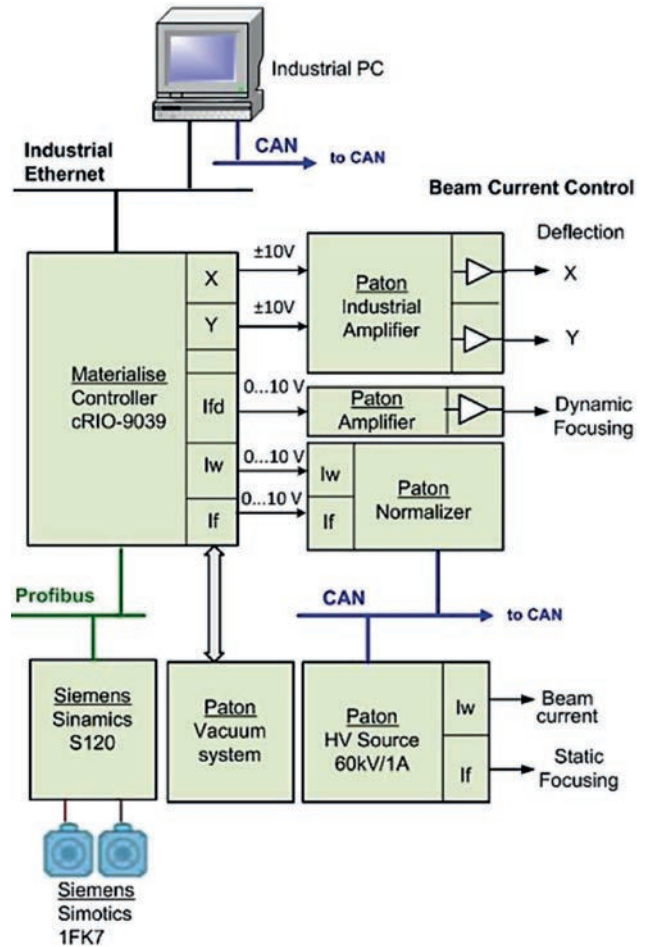 Industrial PC
CAN
to CAN
Industrial
Ethernet
Beam Current Control
Deflection
Materialise
Controller
cRIO-9039
X
Y
Ifd
Iw
If
±10V
±10V
0...10 V
0...10 V
0...10 V
Paton
Industrial
Amplifier
X
Y
Paton
Amplifier
Dynamic
Focusing
Iw
If
Paton
Normalizer
Profibus
CAN
to CAN
Siemens
Sinamics
S120
Paton
Vacuum
system
Paton
HV Source
60kV/1A
Iw
If
Beam
current
Static
Focusing
Siemens
Simotics
1FK7